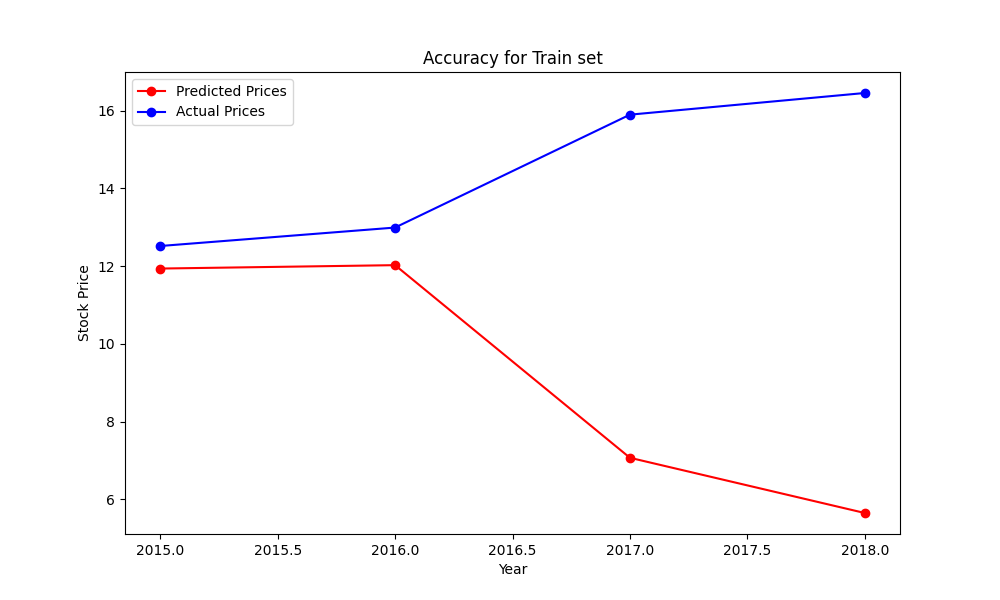 Accuracy for Train set
Predicted Prices
Actual Prices
Stock Price
16
14
12
10
8
6
2015.0 2015.5 2016.0 2016.5 2017.0 2017.5 2018.0
Year